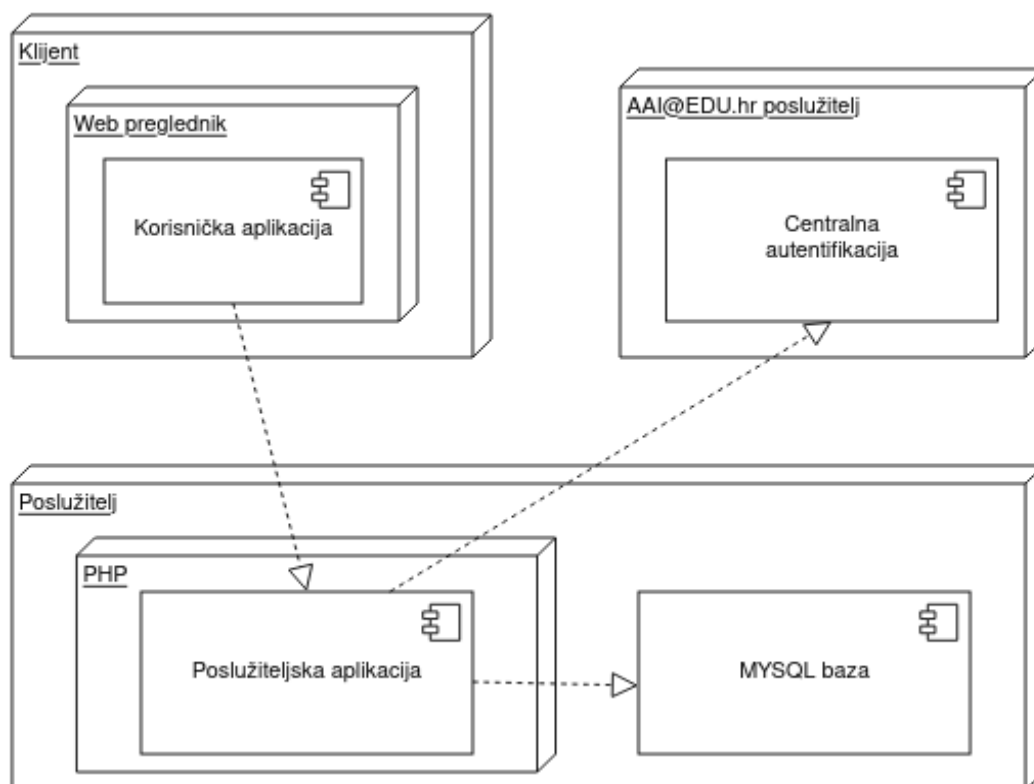 Klijent
Web preglednik
Korisnička aplikacija
AAI@EDU.hr poslužitelj
Centralna
autentifikacija
Poslužitelj
PHP
Poslužiteljska aplikacija
MYSQL baza